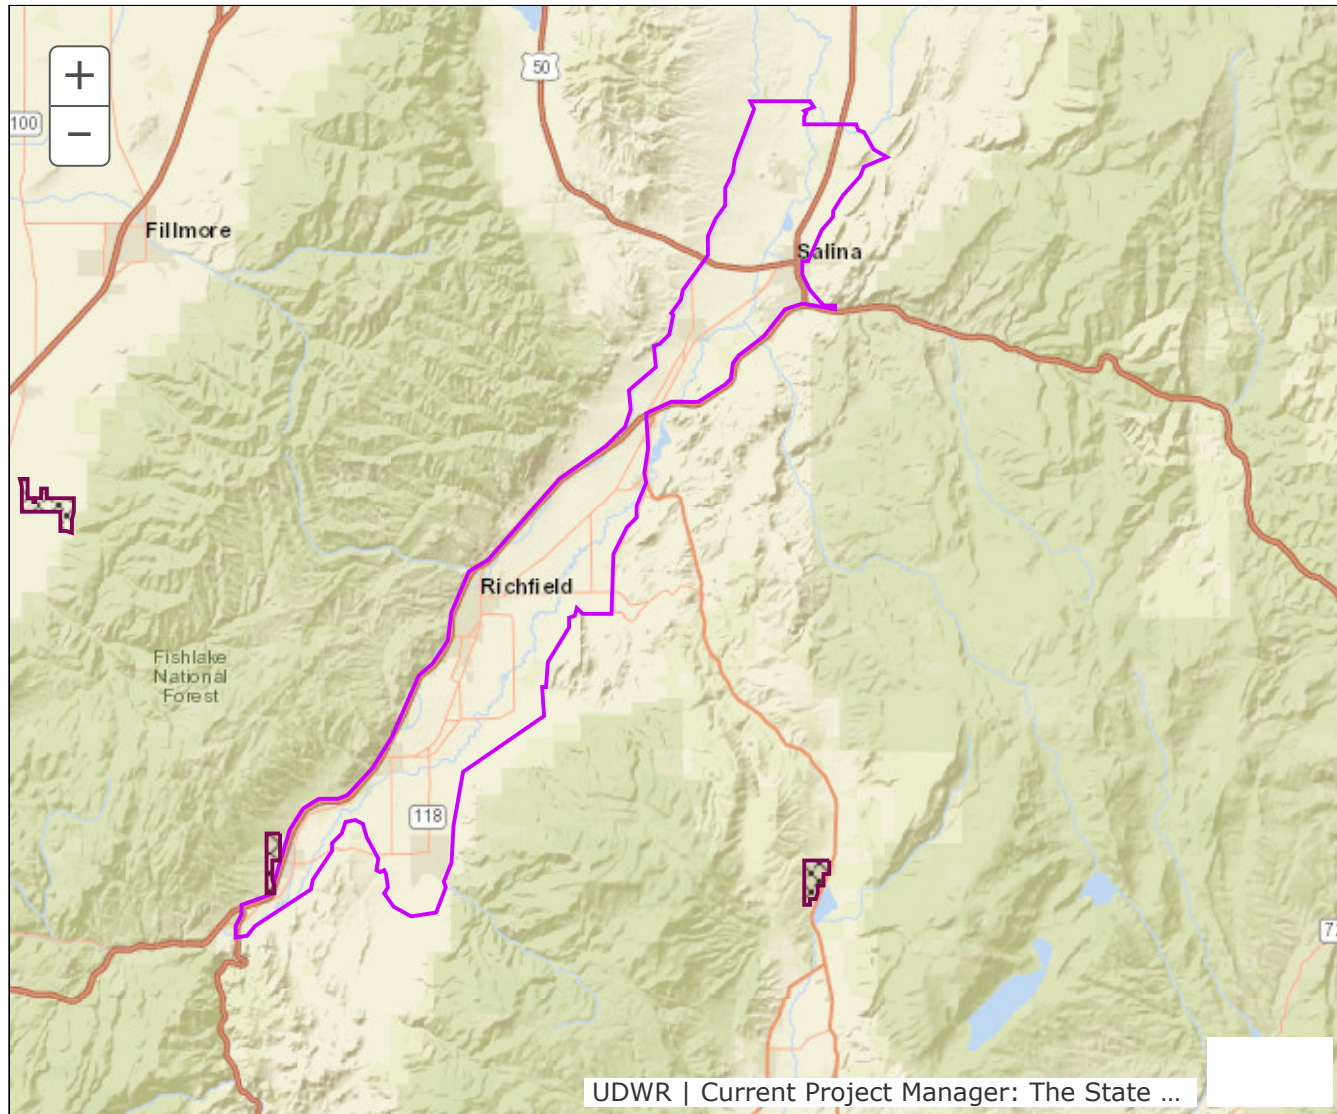 +
50
100
−
Fillmore
Salina
Richfield
Fishlake
National
Forest
118
UDWR | Current Project Manager: The State ...